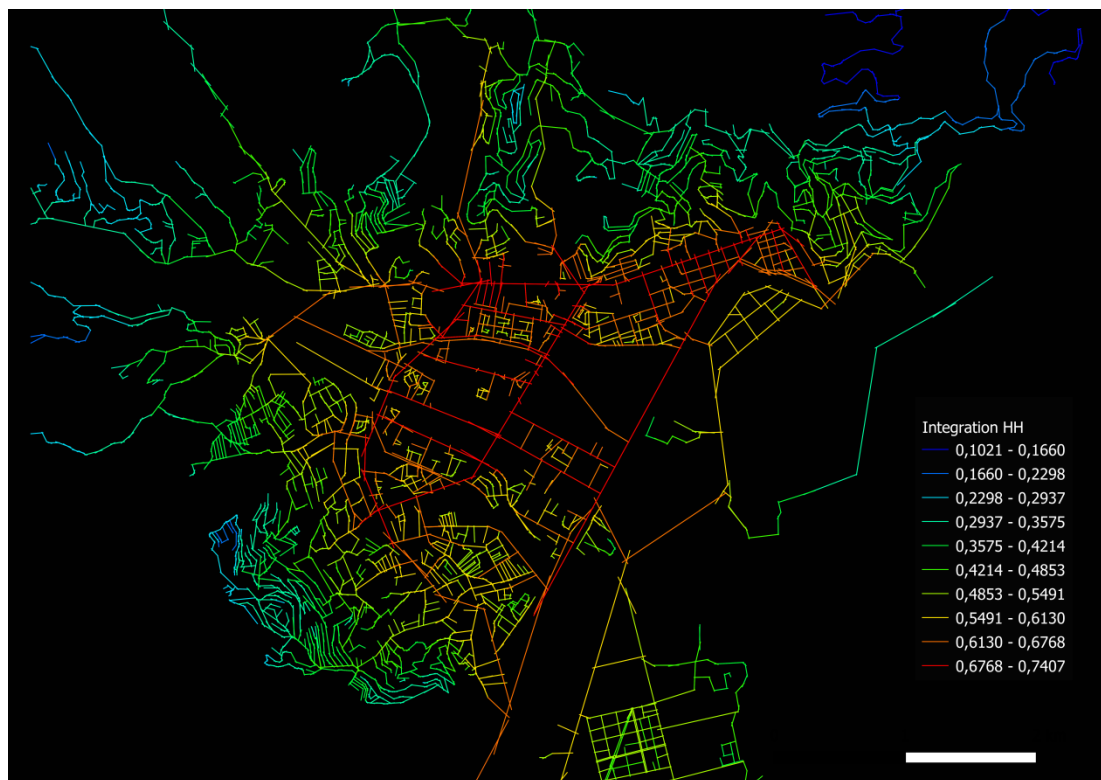 Integration HH
0,1021 - 0,1660
0,1660 - 0,2298
0,2298 - 0,2937
0,2937 - 0,3575
0,3575 - 0,4214
0,4214 - 0,4853
0,4853 - 0,5491
0,5491 - 0,6130
0,6130 - 0,6768
0,6768 - 0,7407